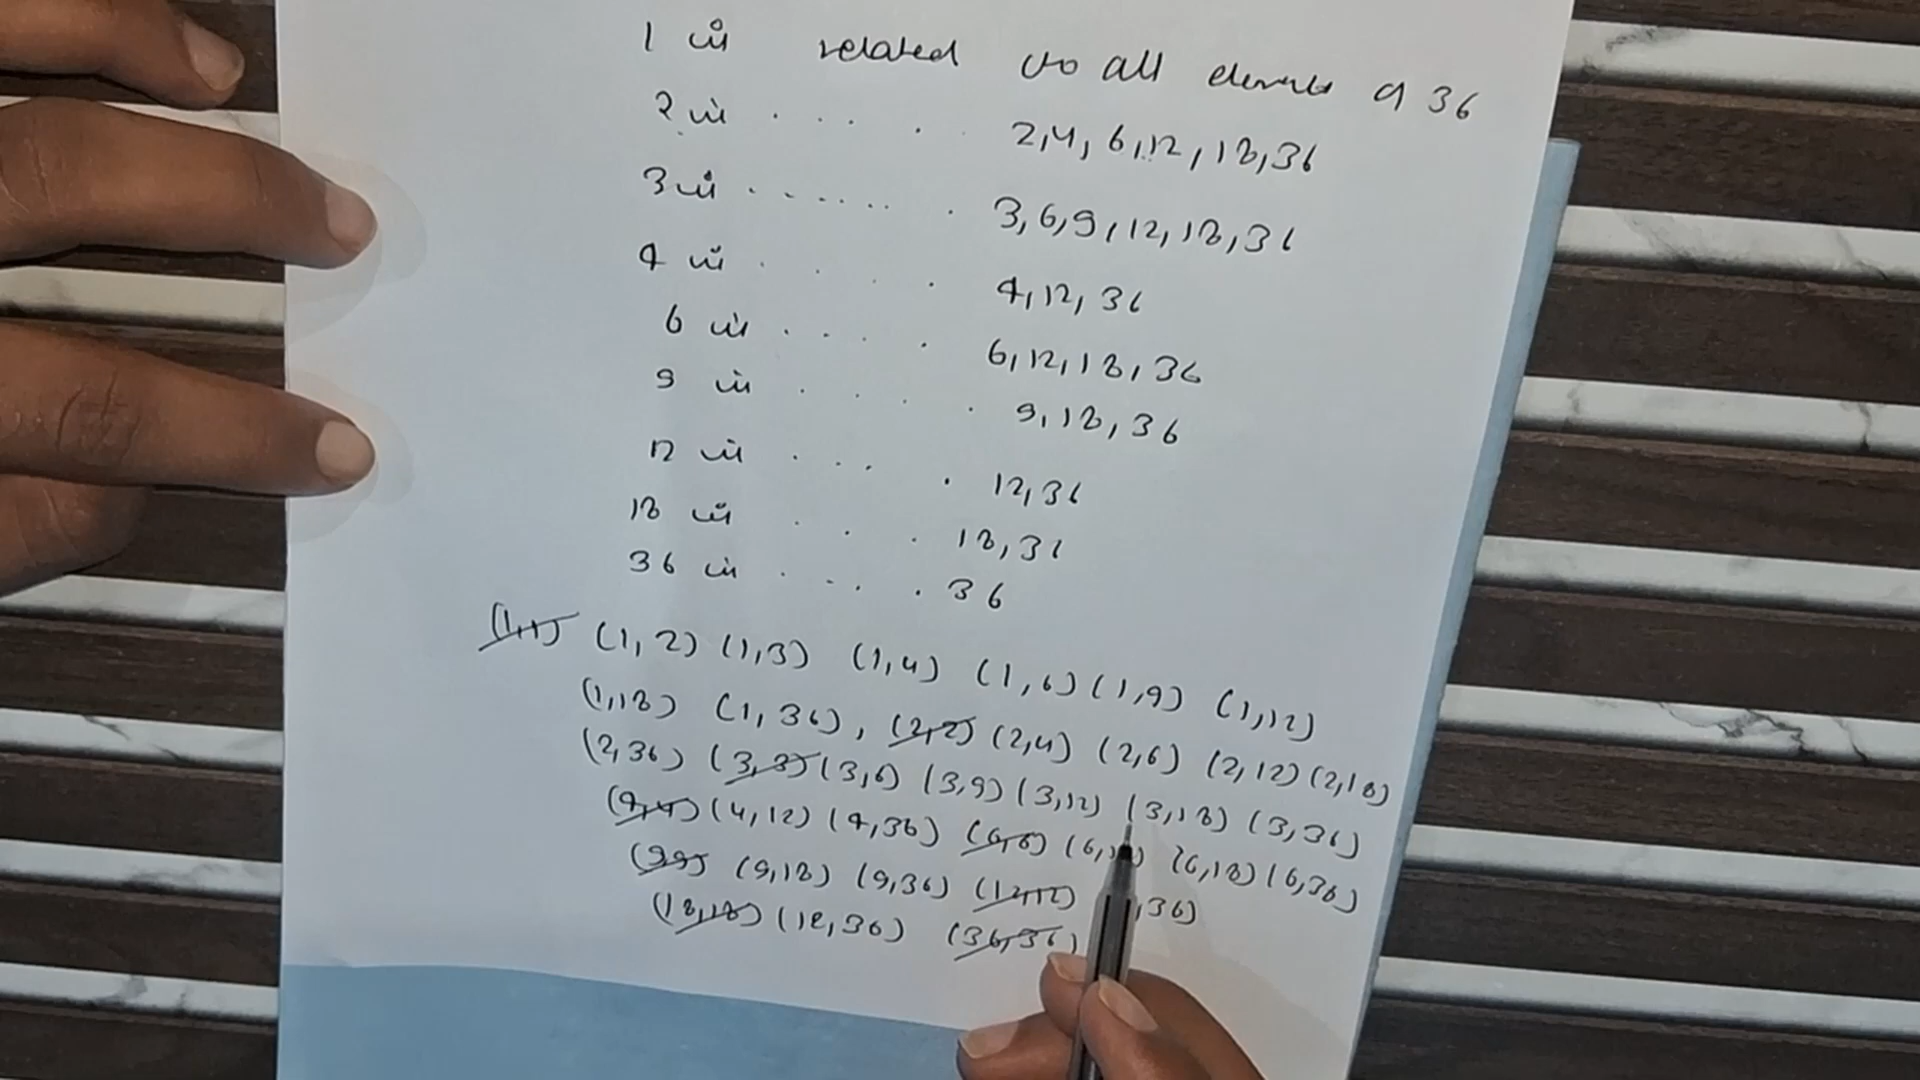 1 is related to all elements of 36
2 is . . . . . 2,4, 6,12, 18,36
3 is . . . . . . . 3,6,9,12,18,36
4 is . . . . 4,12, 36
6 is . . . . . 6,12,18,36
9 is . . . . 9,18,36
12 is . . . . . 12,36
18 is . . . 18,36
36 is . . . . . 36
(1,1) (1, 2) (1,3) (1,4) (1,6) (1,9) (1,12)
(1,18) (1, 36), (2,2) (2,4) (2,6) (2,12) (2,18)
(2,36) (3,3) (3,6) (3,9) (3,12) (3,18) (3,36)
(4,4) (4,12) (4,36) (6,6) (6,12) (6,18) (6,36)
(9,9) (9,18) (9,36) (12,12) ,36)
(18,18) (18,36) (36,36)